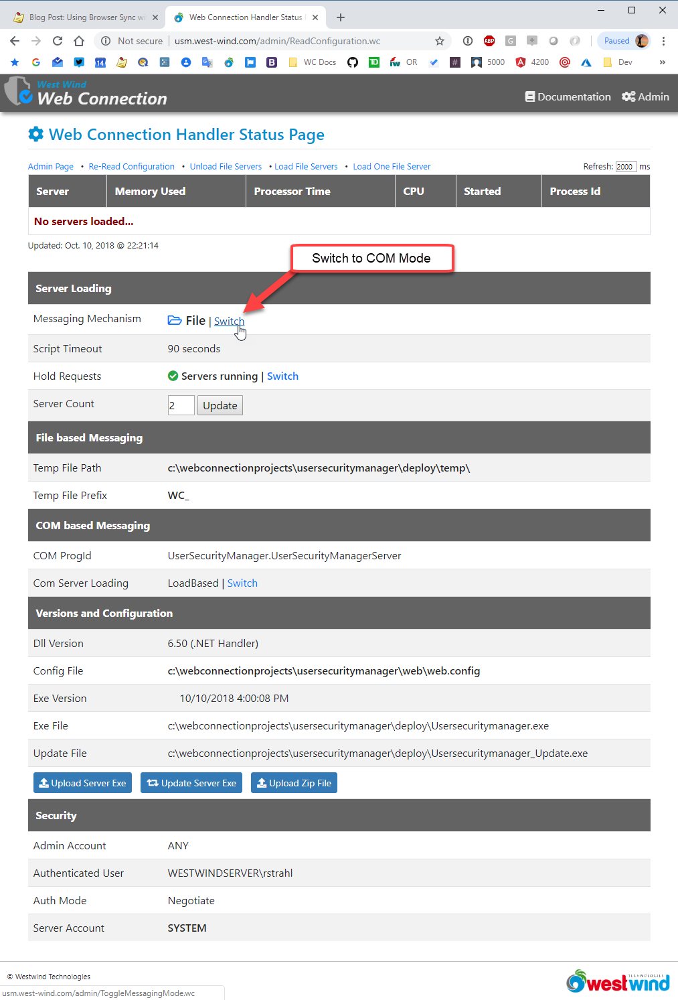 Blog Post: Using Browser Sync w
Web Connection Handler Status
Not secure | usm.west-wind.com/admin/ReadConfiguration.wc
ABP
G
Paused
G
14
B
WC Docs
TD
OR
#
5000
4200
Dev
»
West Wind
Web Connection
Documentation
Admin
Web Connection Handler Status Page
Admin Page • Re-Read Configuration • Unload File Servers • Load File Servers • Load One File Server
Refresh: 2000 ms
Server Memory Used Processor Time CPU Started Process Id
No servers loaded...
Updated: Oct. 10, 2018 @ 22:21:14
Switch to COM Mode
Server Loading
Messaging Mechanism File | Switch
Script Timeout 90 seconds
Hold Requests Servers running | Switch
Server Count 2 Update
File based Messaging
Temp File Path c:\webconnectionprojects\usersecuritymanager\deploy\temp\
Temp File Prefix WC_
COM based Messaging
COM ProgId UserSecurityManager.UserSecurityManagerServer
Com Server Loading LoadBased | Switch
Versions and Configuration
Dll Version 6.50 (.NET Handler)
Config File c:\webconnectionprojects\usersecuritymanager\web\web.config
Exe Version 10/10/2018 4:00:08 PM
Exe File c:\webconnectionprojects\usersecuritymanager\deploy\Usersecuritymanager.exe
Update File c:\webconnectionprojects\usersecuritymanager\deploy\Usersecuritymanager_Update.exe
Upload Server Exe Update Server Exe Upload Zip File
Security
Admin Account ANY
Authenticated User WESTWINDSERVER\rstrahl
Auth Mode Negotiate
Server Account SYSTEM
© Westwind Technologies
TECHNOLOGIES
westwind
usm.west-wind.com/admin/ToggleMessagingMode.wc